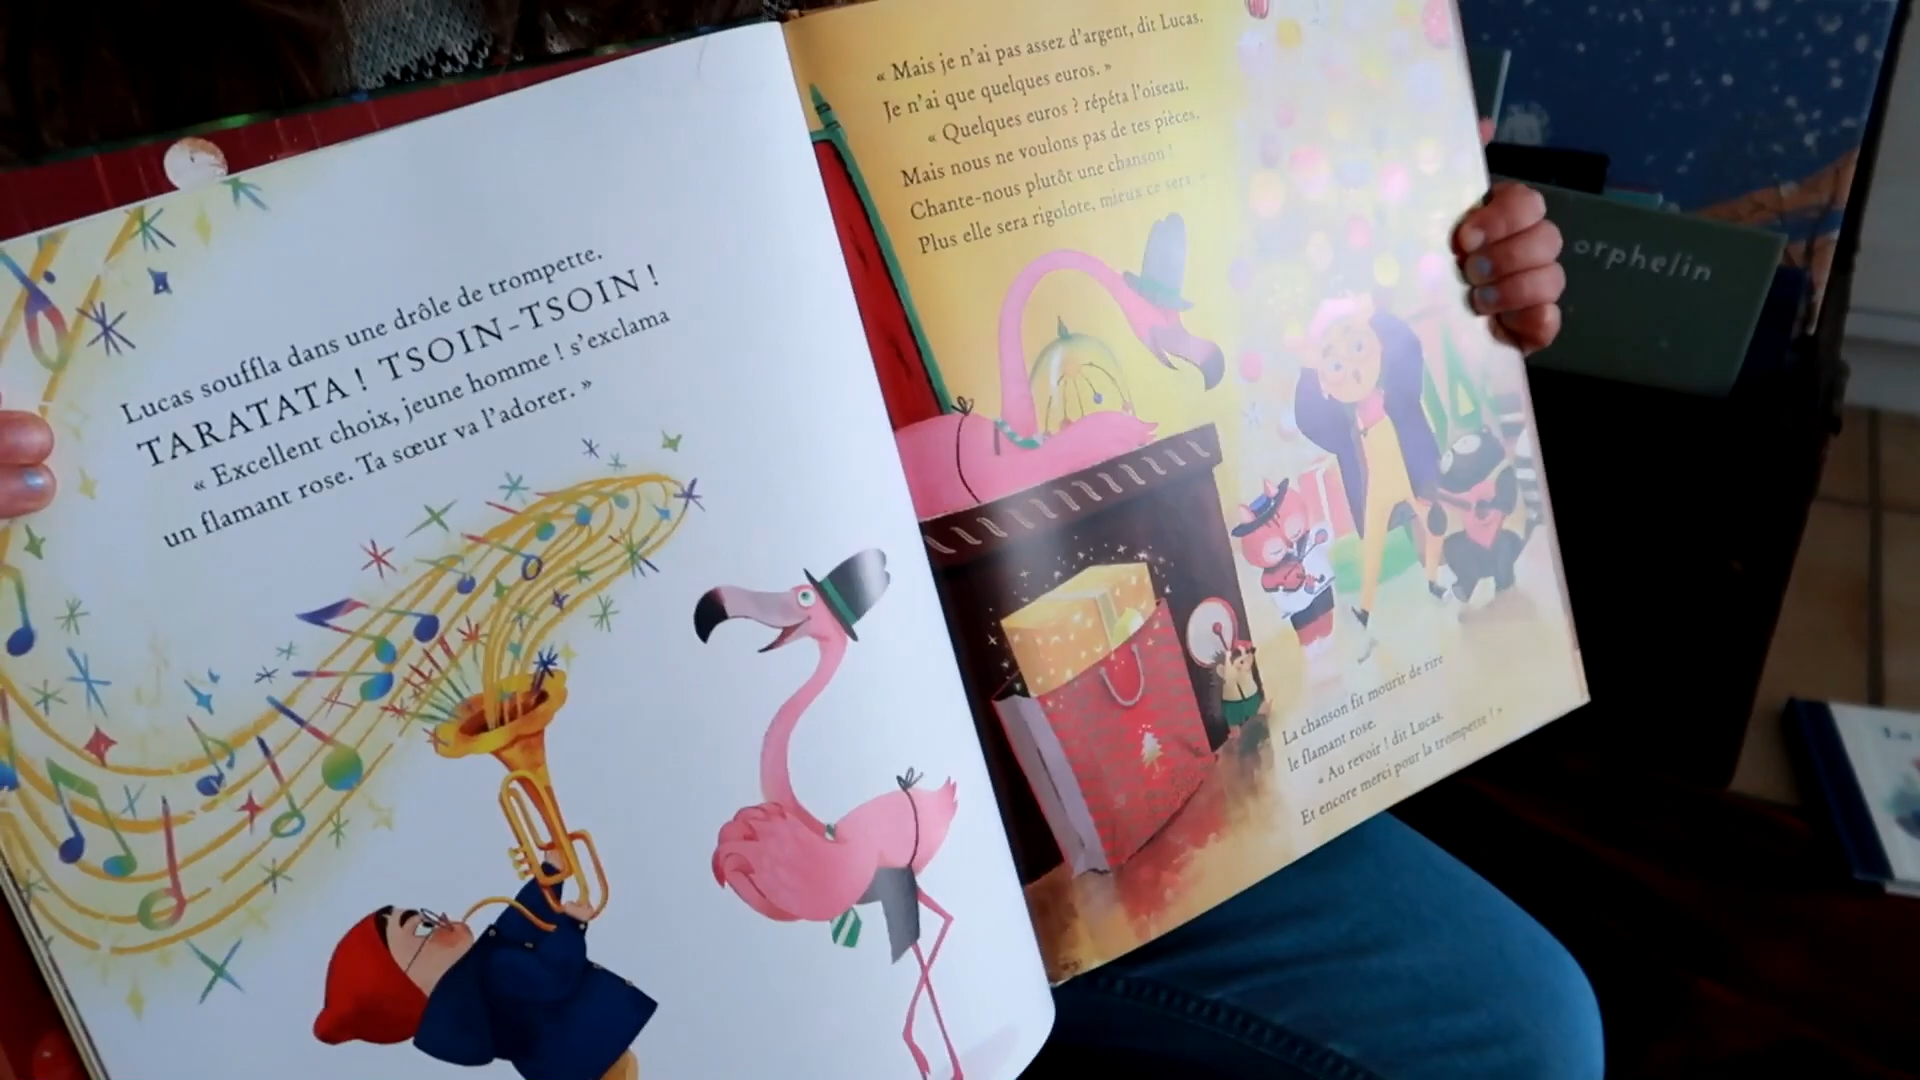 Lucas souffla dans une drôle de trompette.
TARATATA ! TSOIN-TSOIN !
« Excellent choix, jeune homme ! s'exclama
un flamant rose. Ta sœur va l'adorer. »
« Mais je n'ai pas assez d'argent, dit Lucas.
Je n'ai que quelques euros. »
« Quelques euros ? répéta l'oiseau.
Mais nous ne voulons pas de tes pièces.
Chante-nous plutôt une chanson !
Plus elle sera rigolote, mieux ce sera. »
La chanson fit mourir de rire
le flamant rose.
« Au revoir ! dit Lucas.
Et encore merci pour la trompette ! »
orphelin